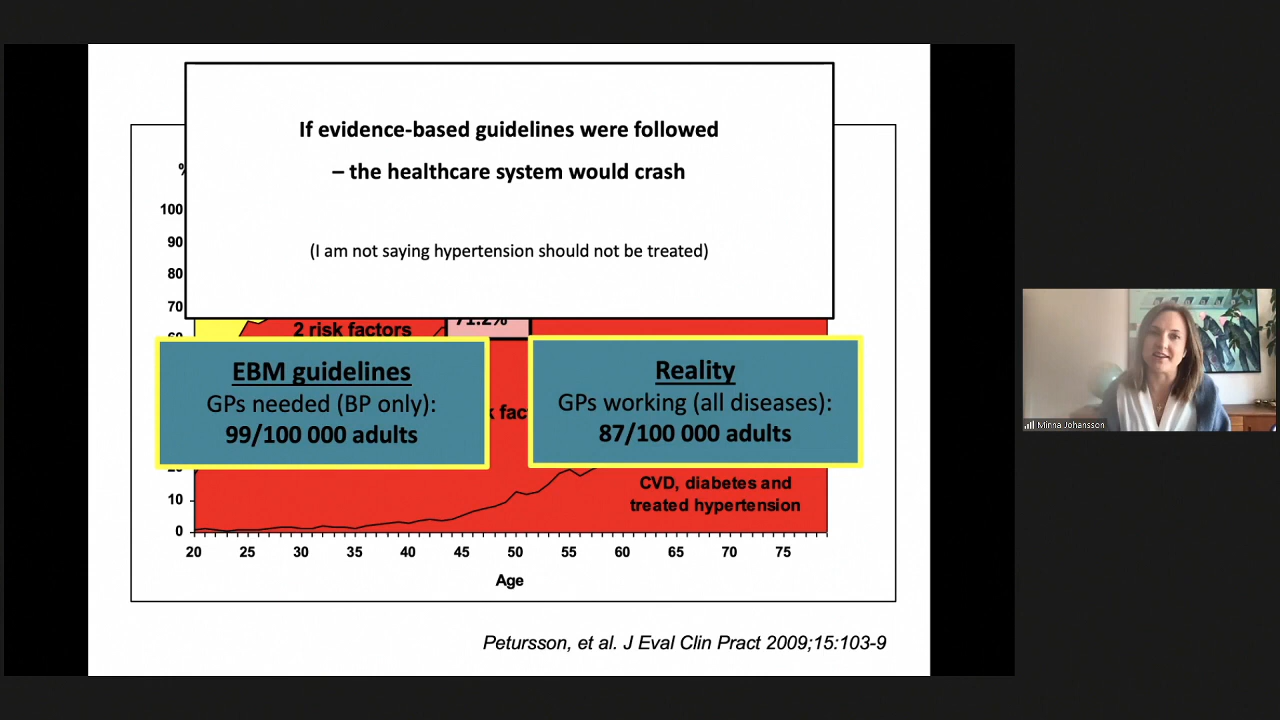 If evidence-based guidelines were followed
– the healthcare system would crash
(I am not saying hypertension should not be treated)
%
100
90
80
70
71.2%
2 risk factors
EBM guidelines
GPs needed (BP only):
99/100 000 adults
Reality
GPs working (all diseases):
87/100 000 adults
CVD, diabetes and
treated hypertension
10
0
20 25 30 35 40 45 50 55 60 65 70 75
Age
Petursson, et al. J Eval Clin Pract 2009;15:103-9
Minna Johansson